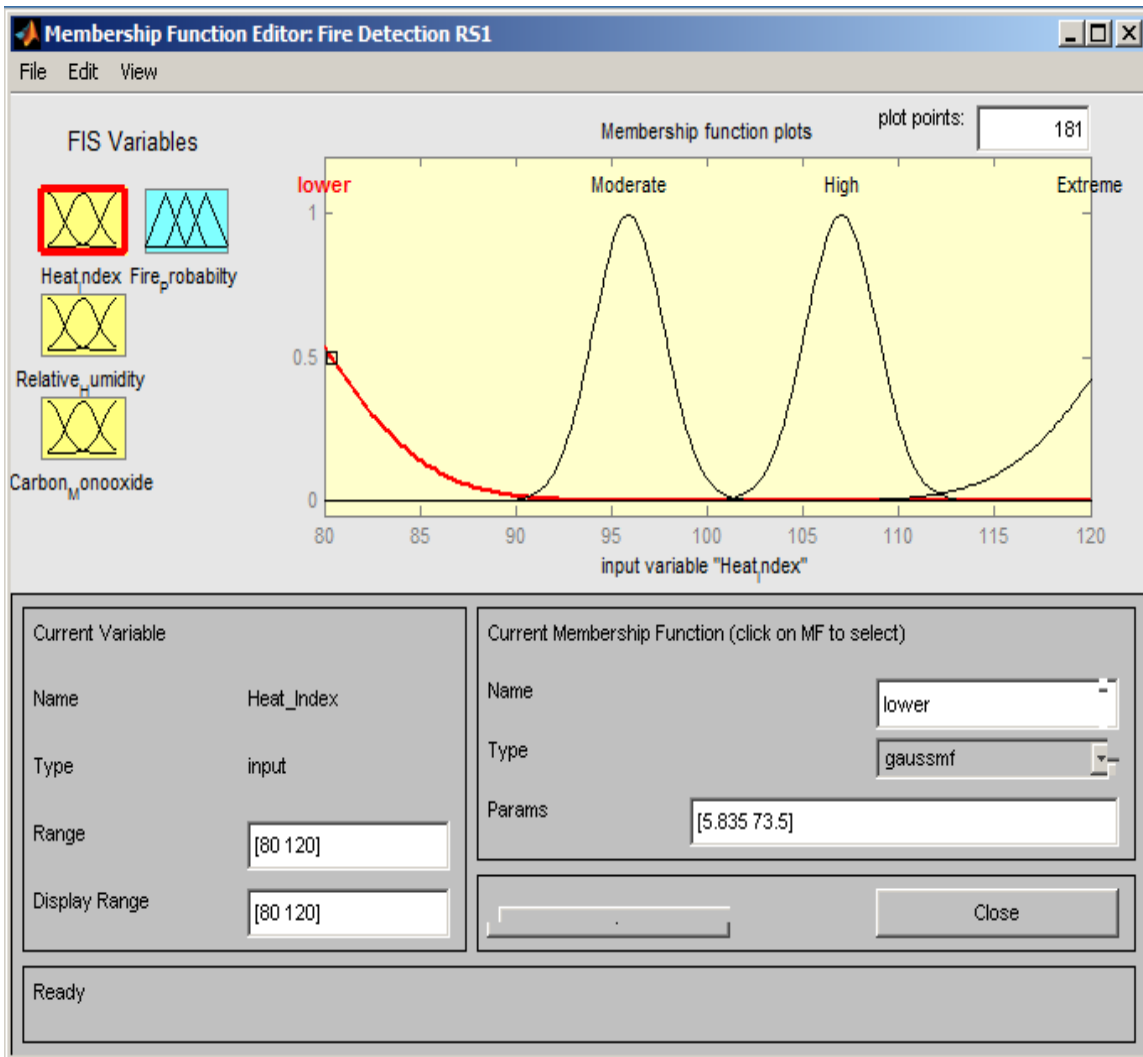 Membership Function Editor: Fire Detection RS1
File Edit View
FIS Variables
Heat_Index Fire_Probabilty
Relative_Humidity
Carbon_Monooxide
Membership function plots
plot points: 181
lower Moderate High Extreme
1
0.5
0
80 85 90 95 100 105 110 115 120
input variable "Heat_Index"
Current Variable
Name Heat_Index
Type input
Range [80 120]
Display Range [80 120]
Current Membership Function (click on MF to select)
Name lower
Type gaussmf
Params [5.835 73.5]
Close
Ready